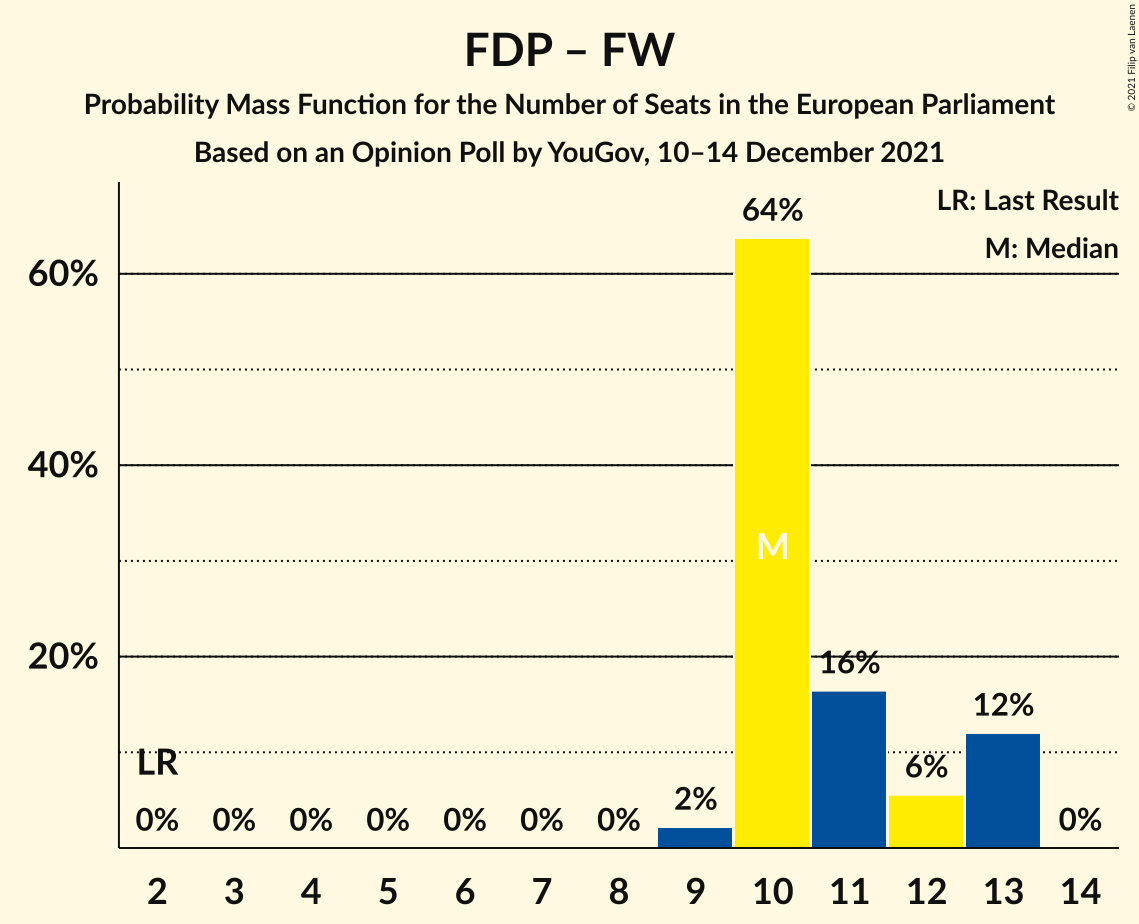 FDP – FW
Probability Mass Function for the Number of Seats in the European Parliament
Based on an Opinion Poll by YouGov, 10–14 December 2021
© 2021 Filip van Laenen
LR: Last Result
M: Median
64%
60%
40%
M
20%
16%
12%
LR
6%
2%
0% 0% 0% 0% 0% 0% 0% 0%
2 3 4 5 6 7 8 9 10 11 12 13 14